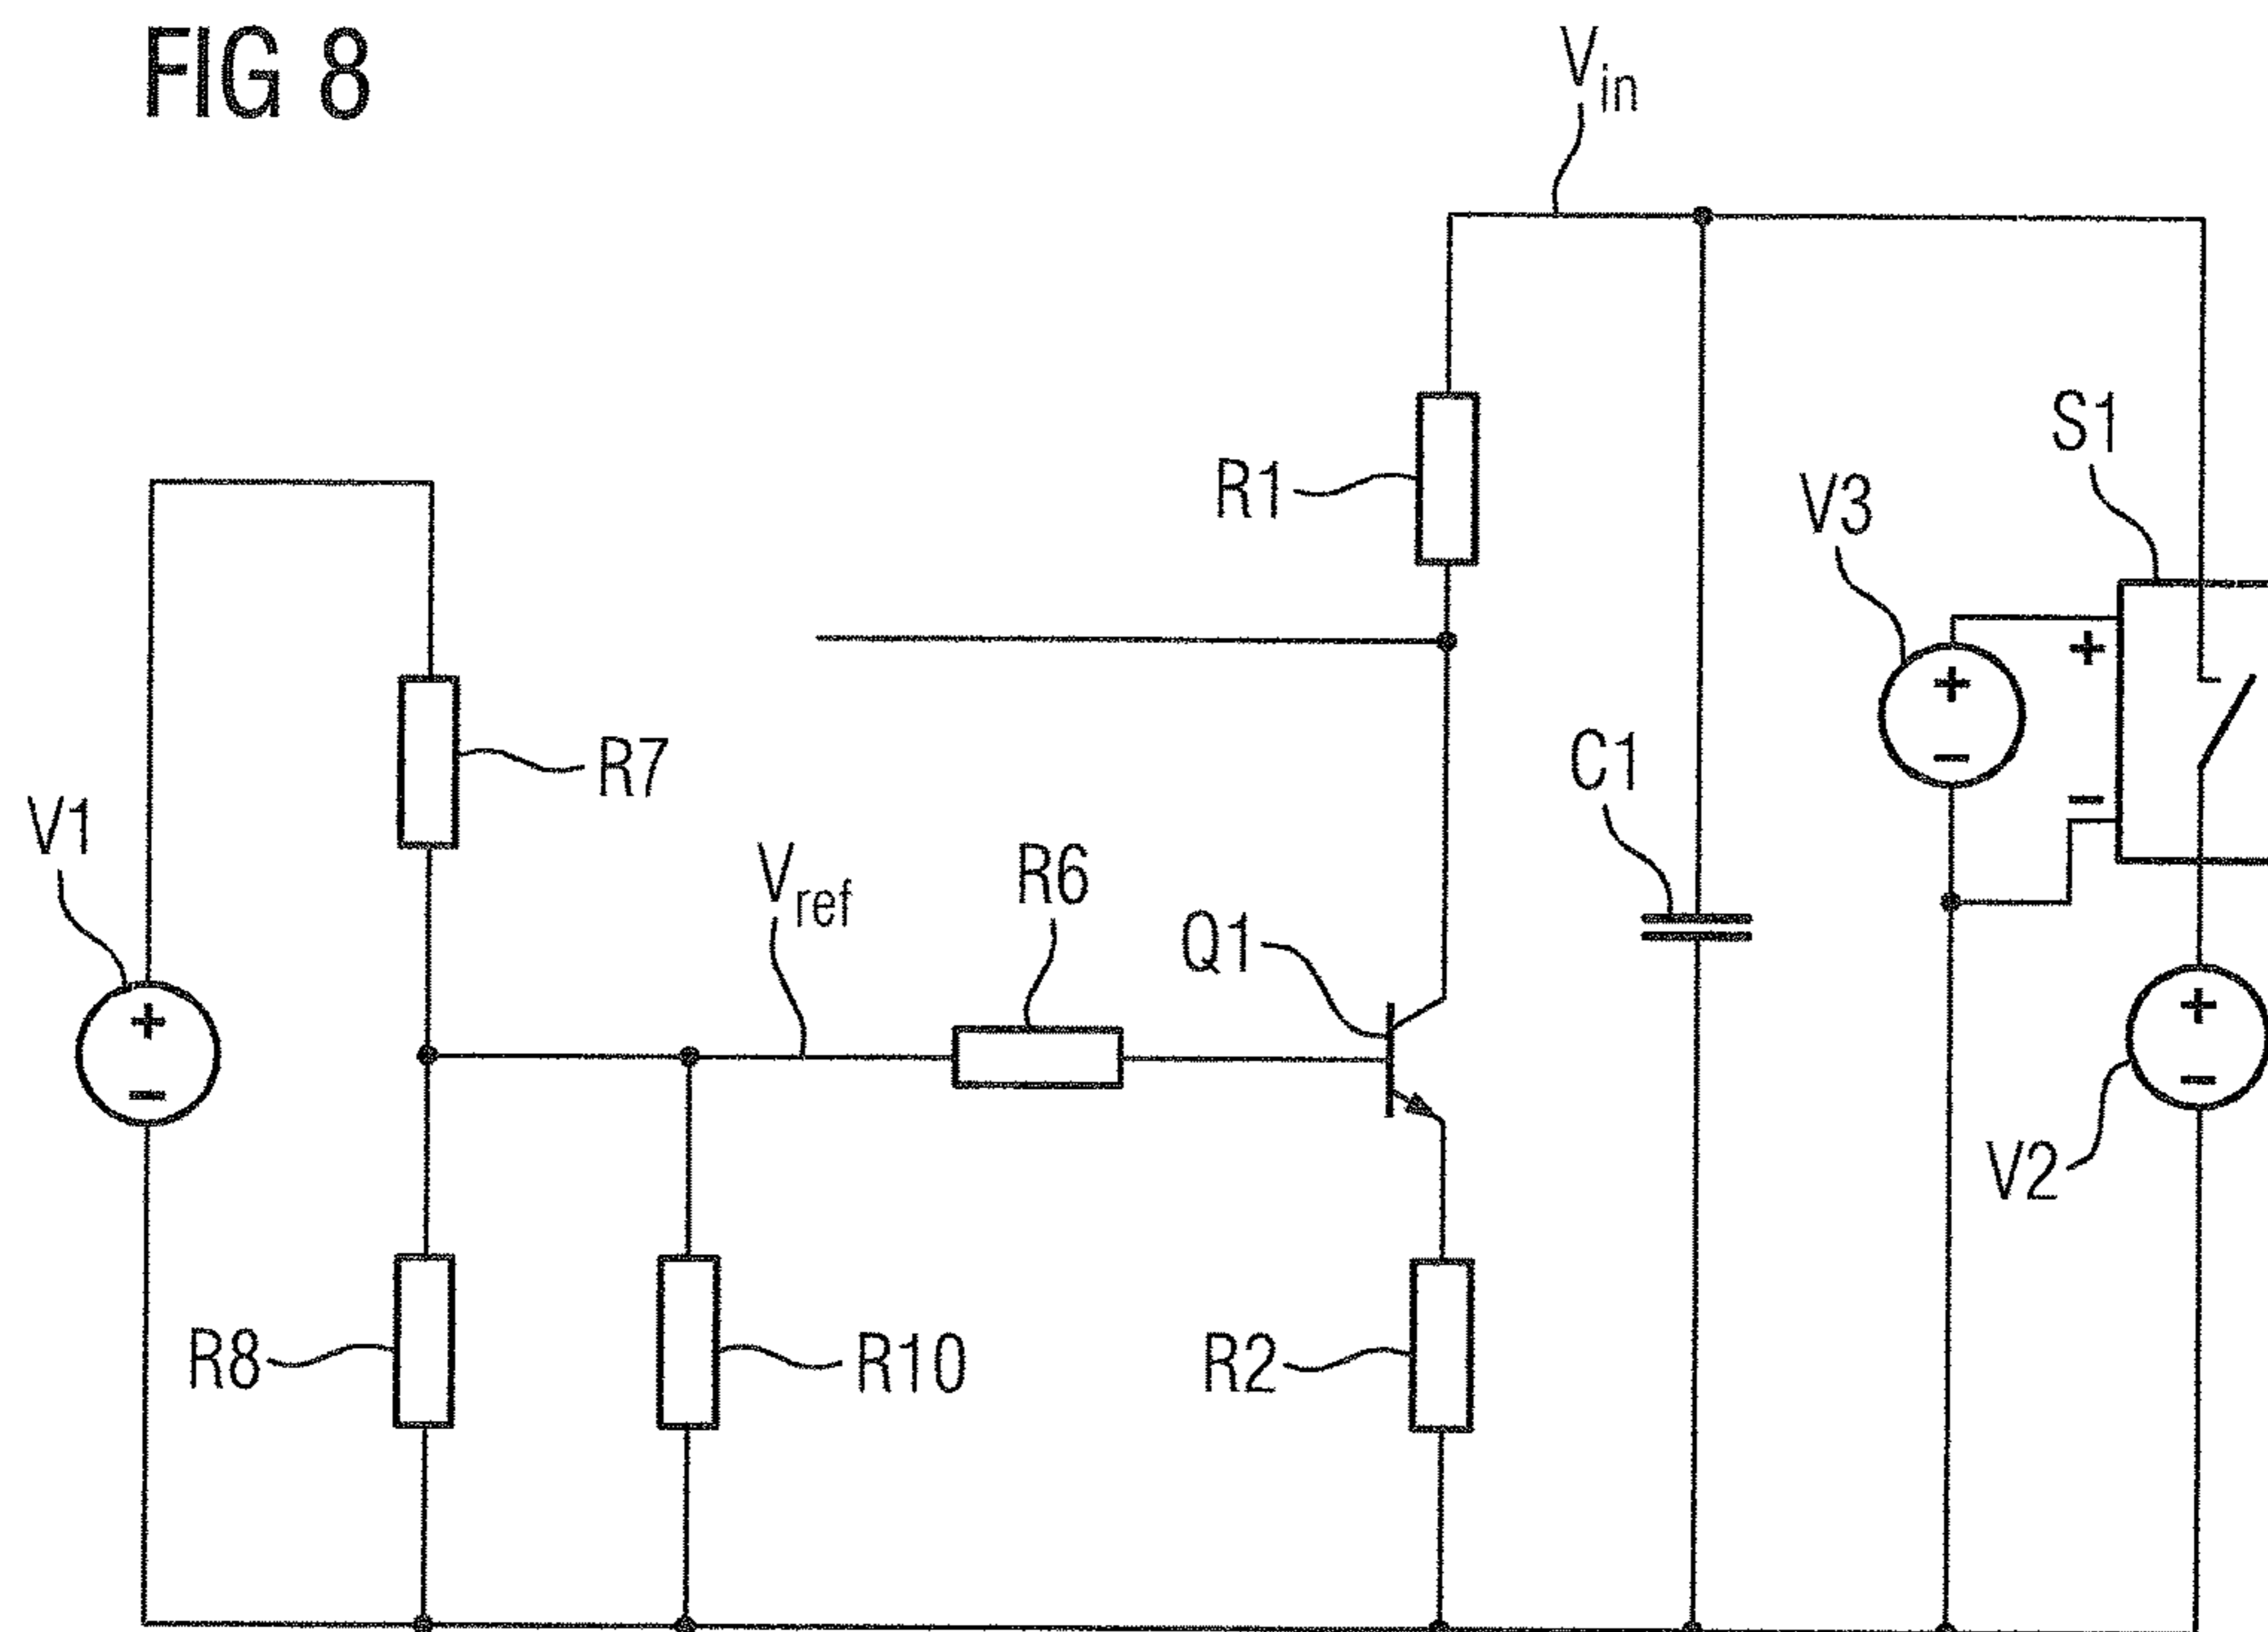 FIG 8
Vin
R1
S1
V3
R7
V1
C1
Vref
R6
Q1
+
-
+
-
+
-
+
-
V2
R8
R10
R2